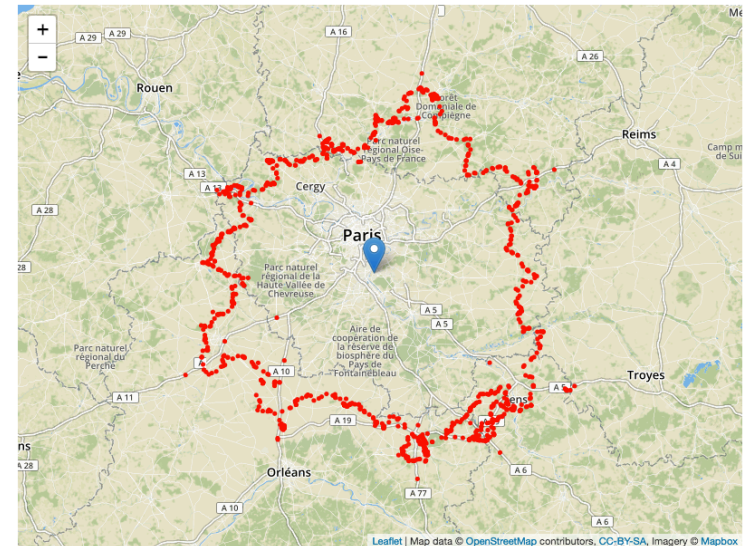 +
−
A 29
A 29
A 16
A 26
Rouen
Forêt
Domaniale de
Compiègne
Reims
Parc naturel
régional Oise-
Pays de France
Camp m
de Sui
A 4
A 13
A 13
Cergy
A 28
Paris
28
Parc naturel
régional de la
Haute Vallée de
Chevreuse
A 5
A 5
Aire de
coopération de
la réserve de
biosphère du
Pays de
Fontainebleau
Parc naturel
régional du
Perche
A 10
Troyes
A 5
A 11
ens
A 19
ns
A 28
Orléans
A 6
A 77
A 10
A 6
Leaflet | Map data © OpenStreetMap contributors, CC-BY-SA, Imagery © Mapbox